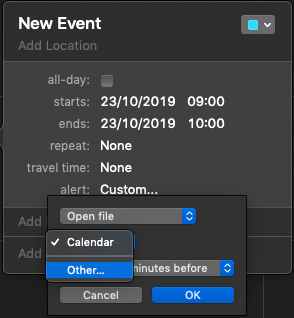 New Event
Add Location
all-day:
starts: 23/10/2019 09:00
ends: 23/10/2019 10:00
repeat: None
travel time: None
alert: Custom...
Add
Open file
✓ Calendar
Other...
minutes before
Add
Cancel OK